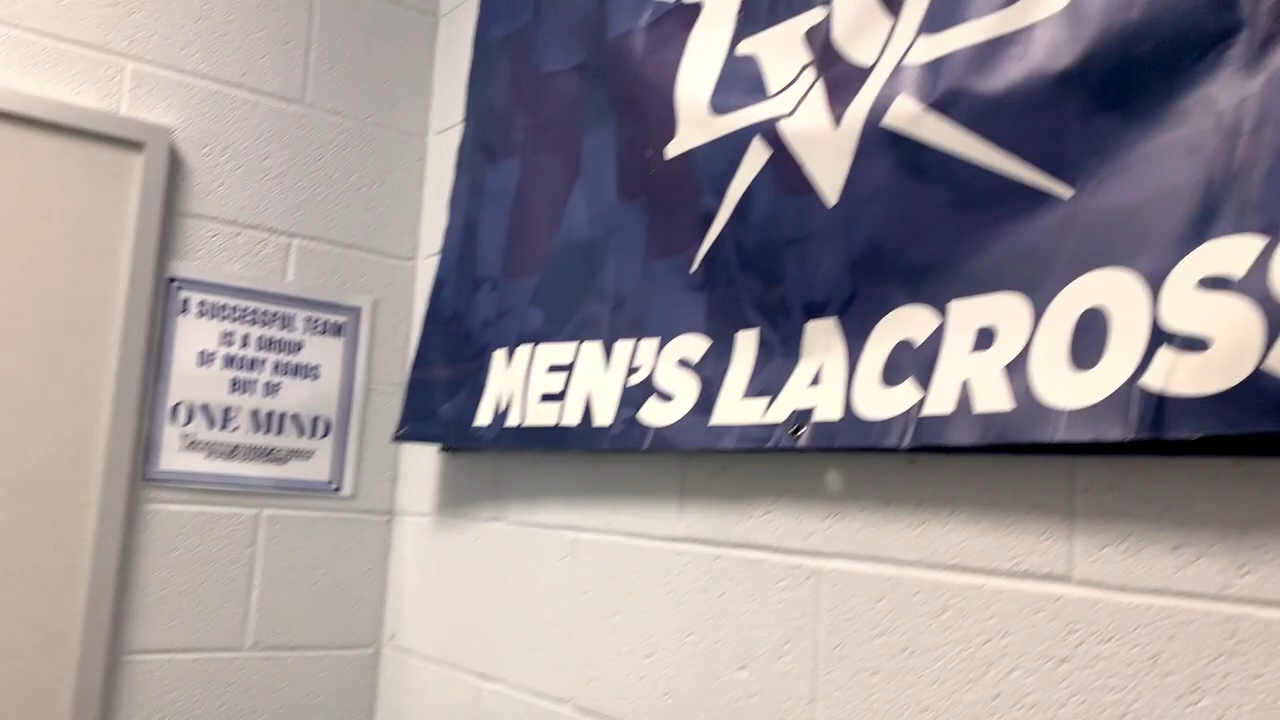 A SUCCESSFUL TEAM
IS A GROUP
OF MANY HANDS
BUT OF
ONE MIND
MEN'S LACROSS